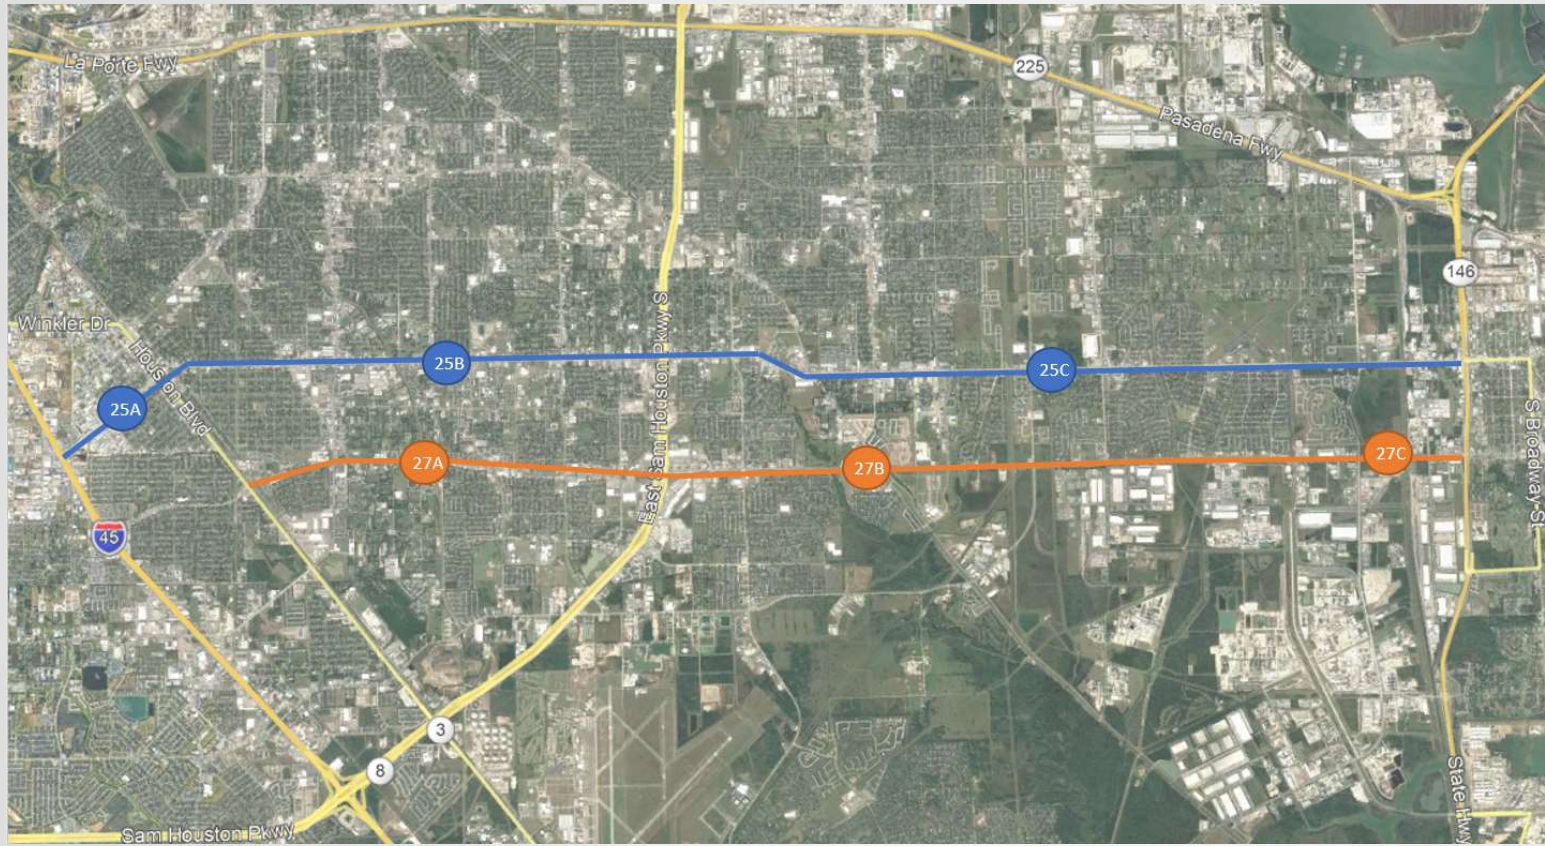 La Porte Fwy
225
Pasadena Fwy
146
Winkler Dr
Houston Blvd
East Sam Houston Pkwy S
25A
25B
25C
S Broadway St
27A
27B
27C
45
3
8
Sam Houston Pkwy
State Hwy